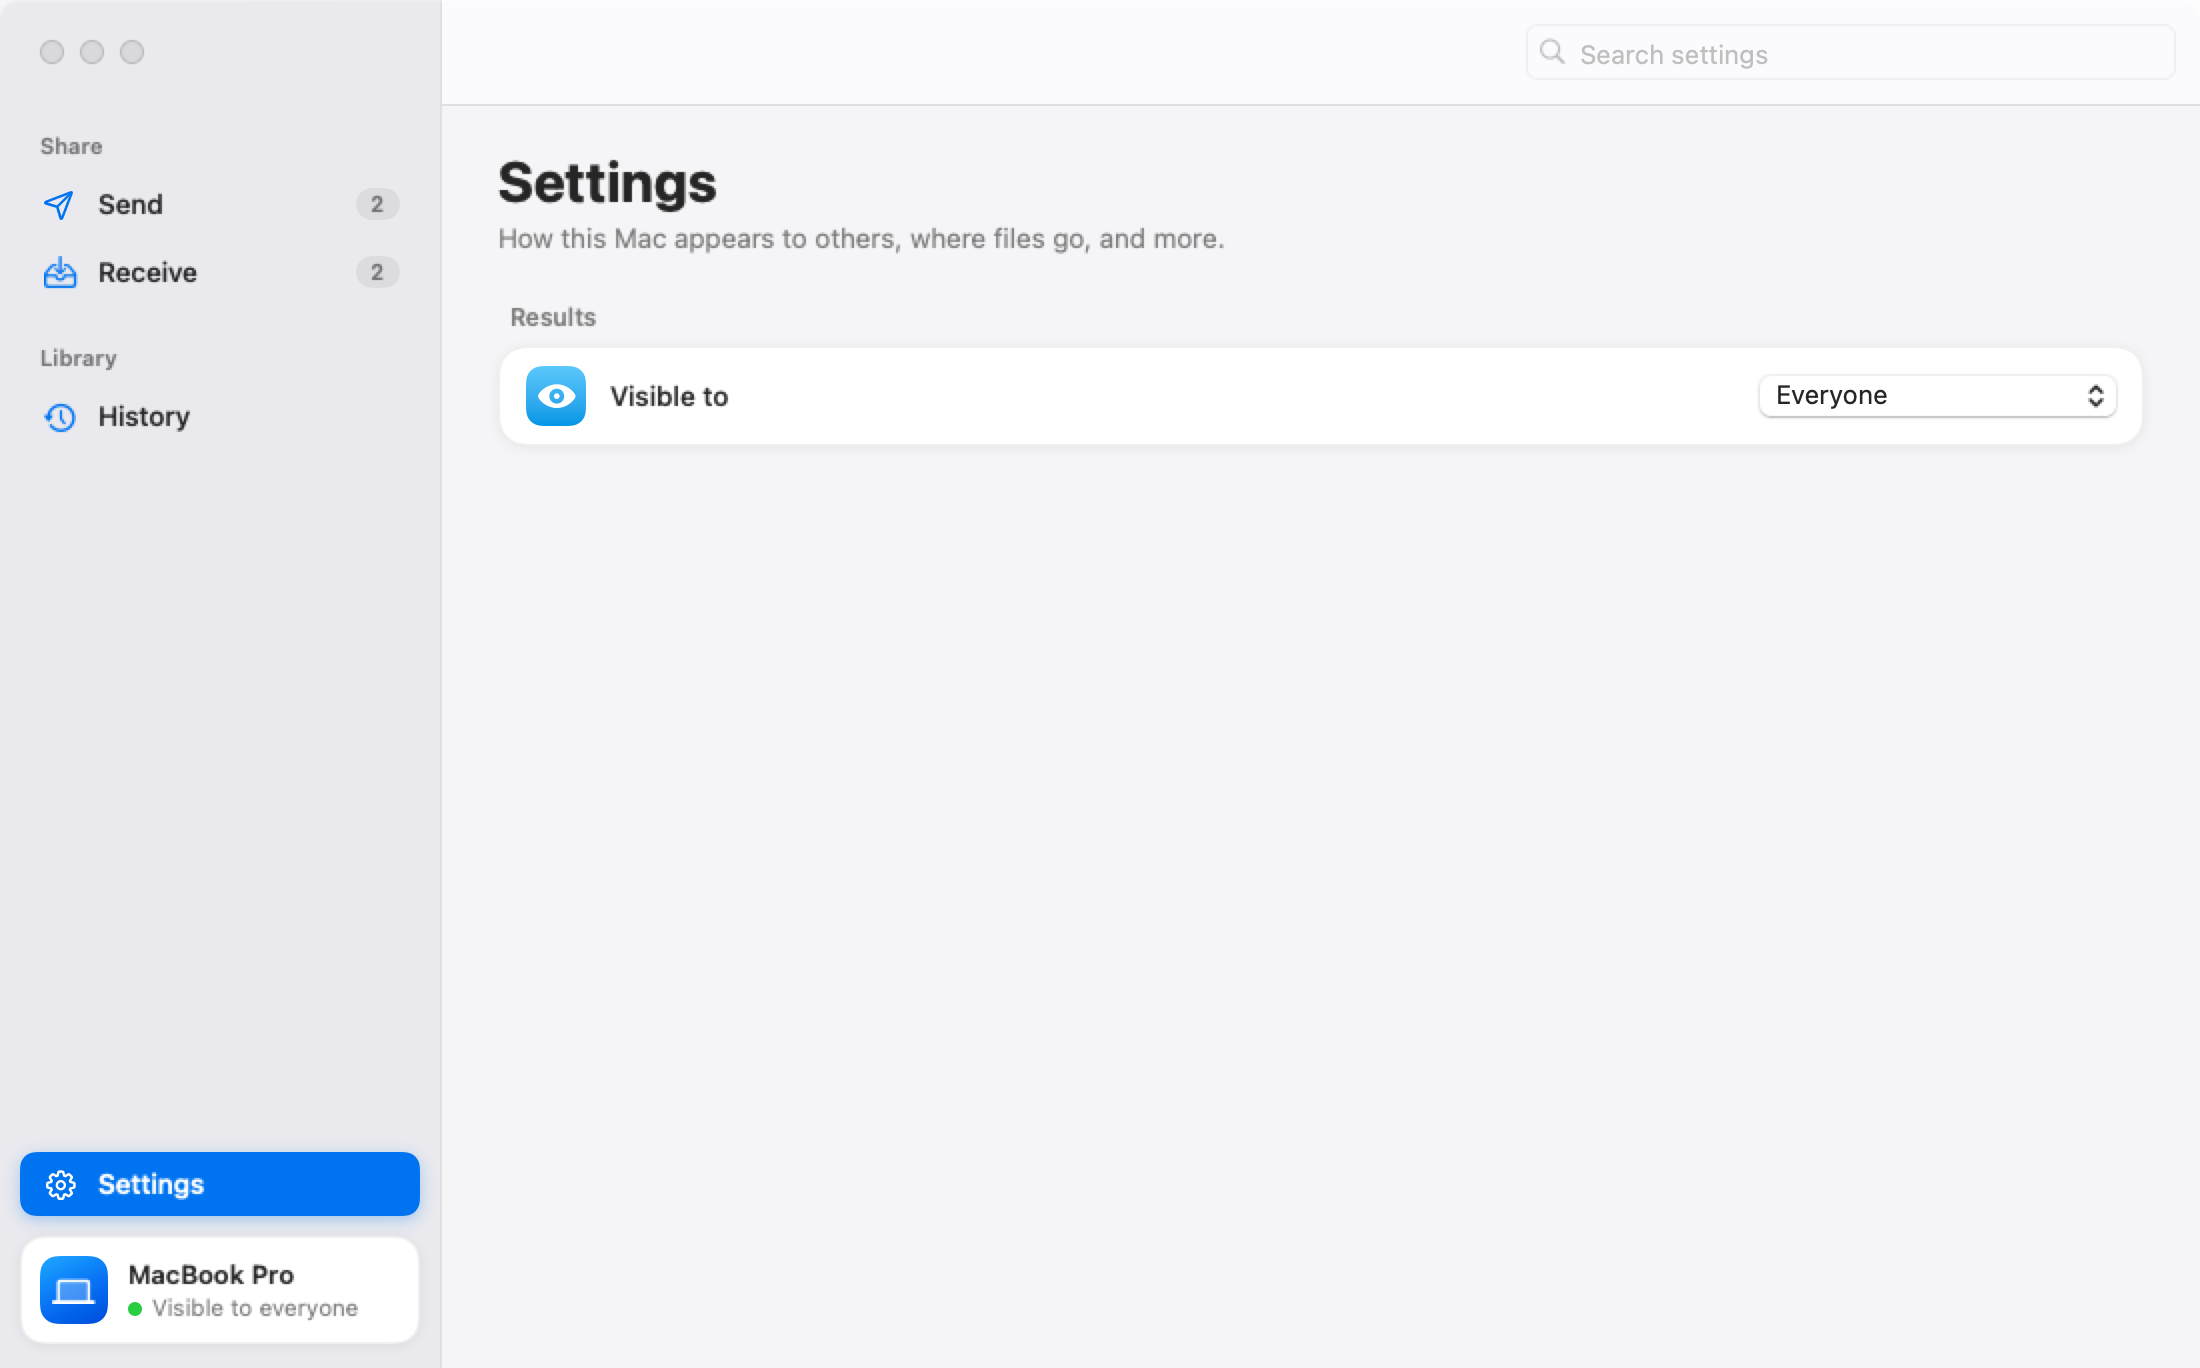 Search settings
Share
Send 2
Receive 2
Library
History
Settings
How this Mac appears to others, where files go, and more.
Results
Visible to Everyone
Settings
MacBook Pro
Visible to everyone